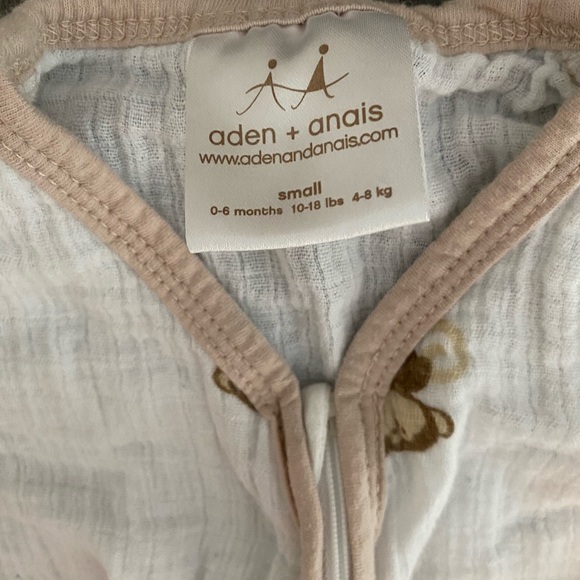 aden + anais
www.adenandanais.com
small
0-6 months 10-18 lbs 4-8 kg